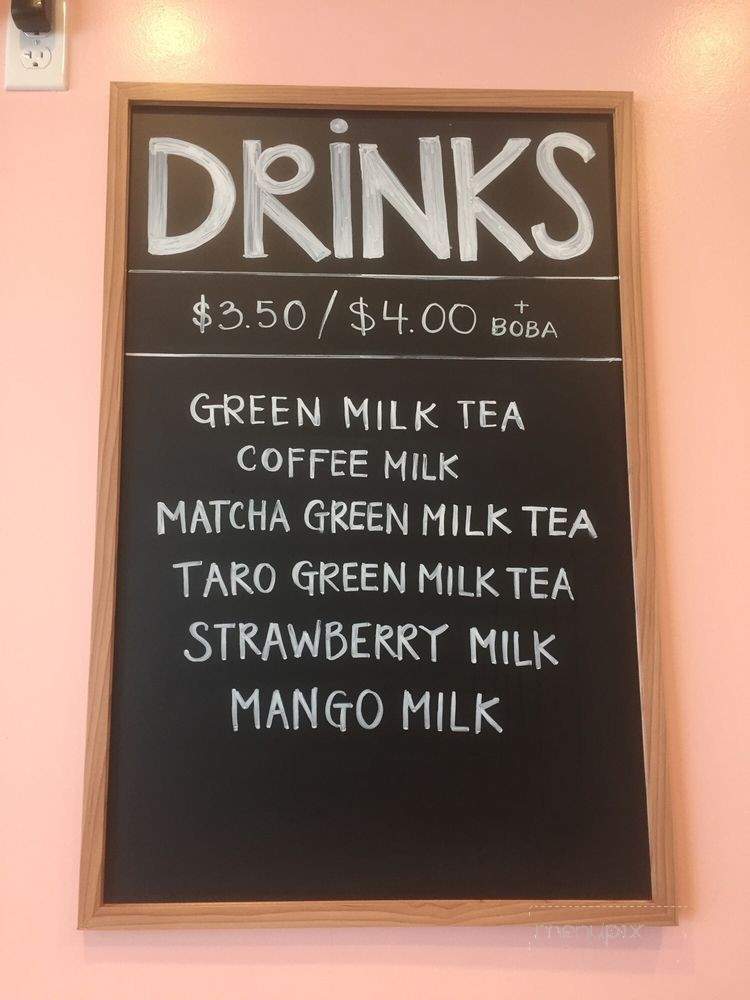 DRiNKS
$3.50 / $4.00 + BOBA
GREEN MILK TEA
COFFEE MILK
MATCHA GREEN MILK TEA
TARO GREEN MILK TEA
STRAWBERRY MILK
MANGO MILK
menupix